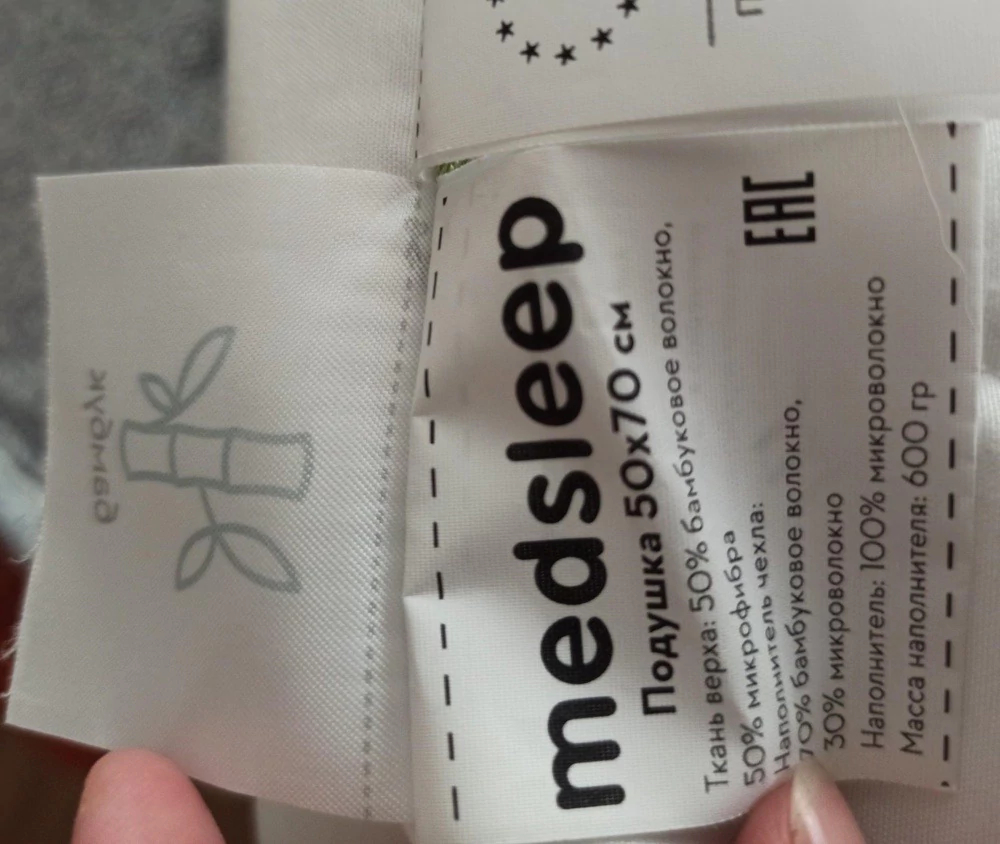 medsleep
Подушка 50х70 см
Ткань верха: 50% бамбуковое волокно,
50% микрофибра
Наполнитель чехла:
70% бамбуковое волокно,
30% микроволокно
Наполнитель: 100% микроволокно
Масса наполнителя: 600 гр
EAC